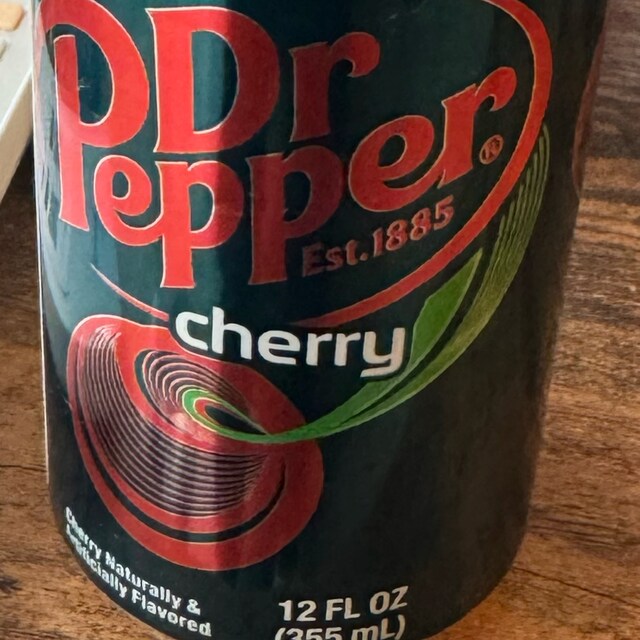 Dr
Pepper®
Est.1885
cherry
Cherry Naturally &
Artificially Flavored
12 FL OZ
(355 mL)